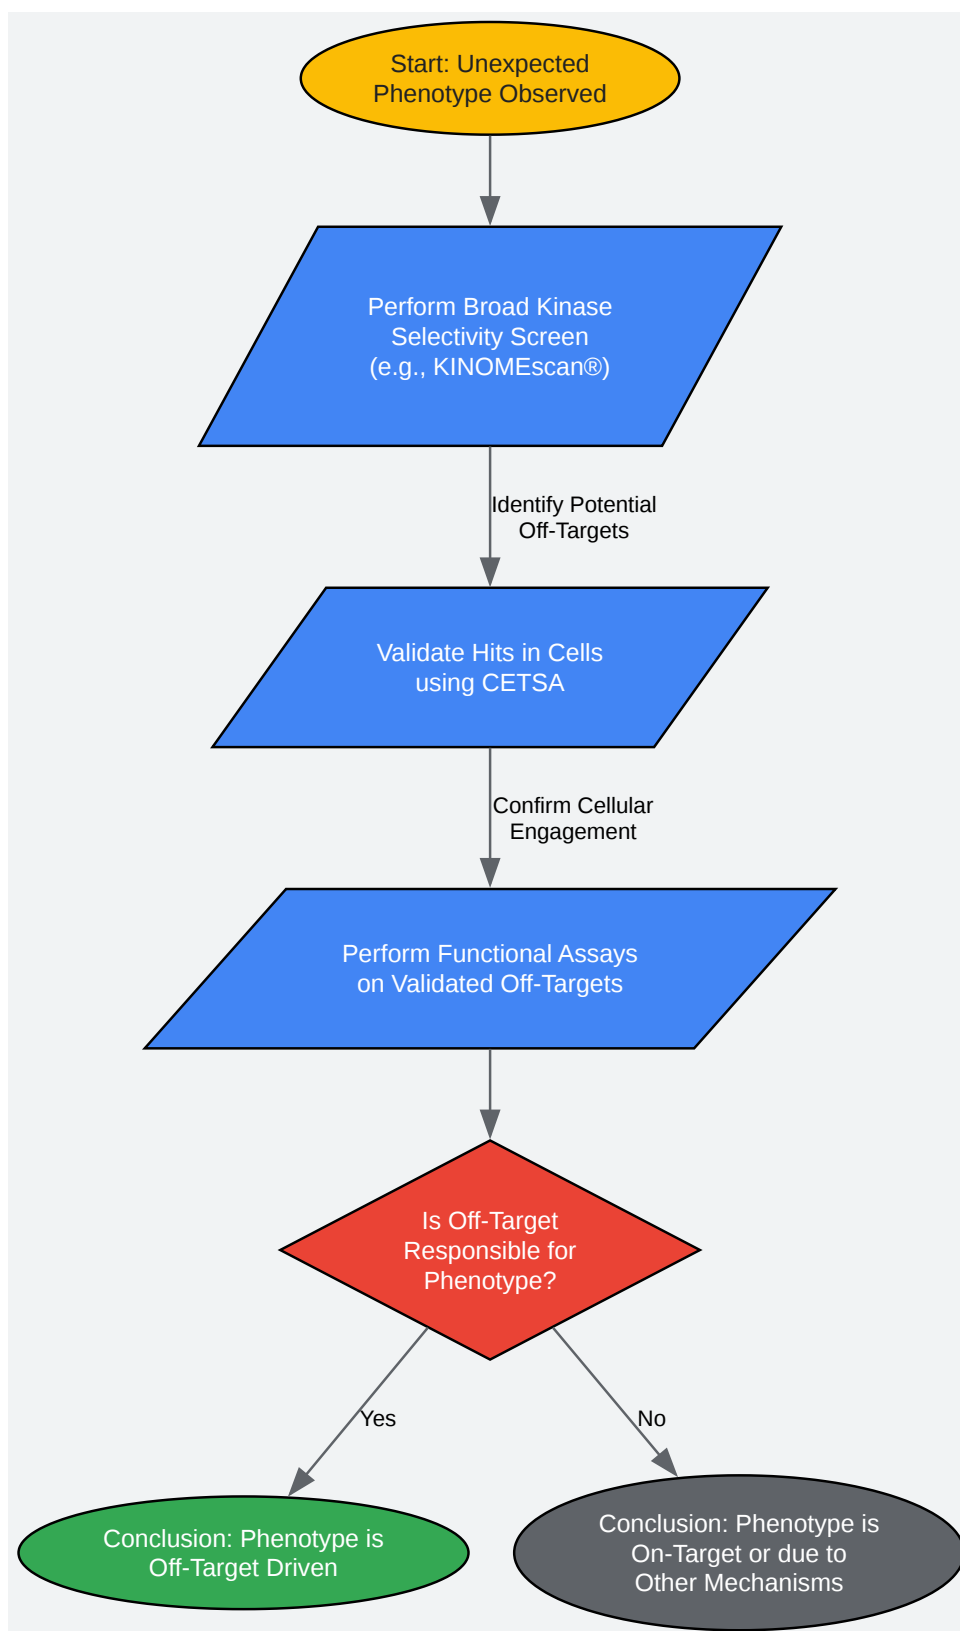 Start: Unexpected
Phenotype Observed
Perform Broad Kinase
Selectivity Screen
(e.g., KINOMEscan®)
Identify Potential
Off-Targets
Validate Hits in Cells
using CETSA
Confirm Cellular
Engagement
Perform Functional Assays
on Validated Off-Targets
Is Off-Target
Responsible for
Phenotype?
Yes
No
Conclusion: Phenotype is
Off-Target Driven
Conclusion: Phenotype is
On-Target or due to
Other Mechanisms